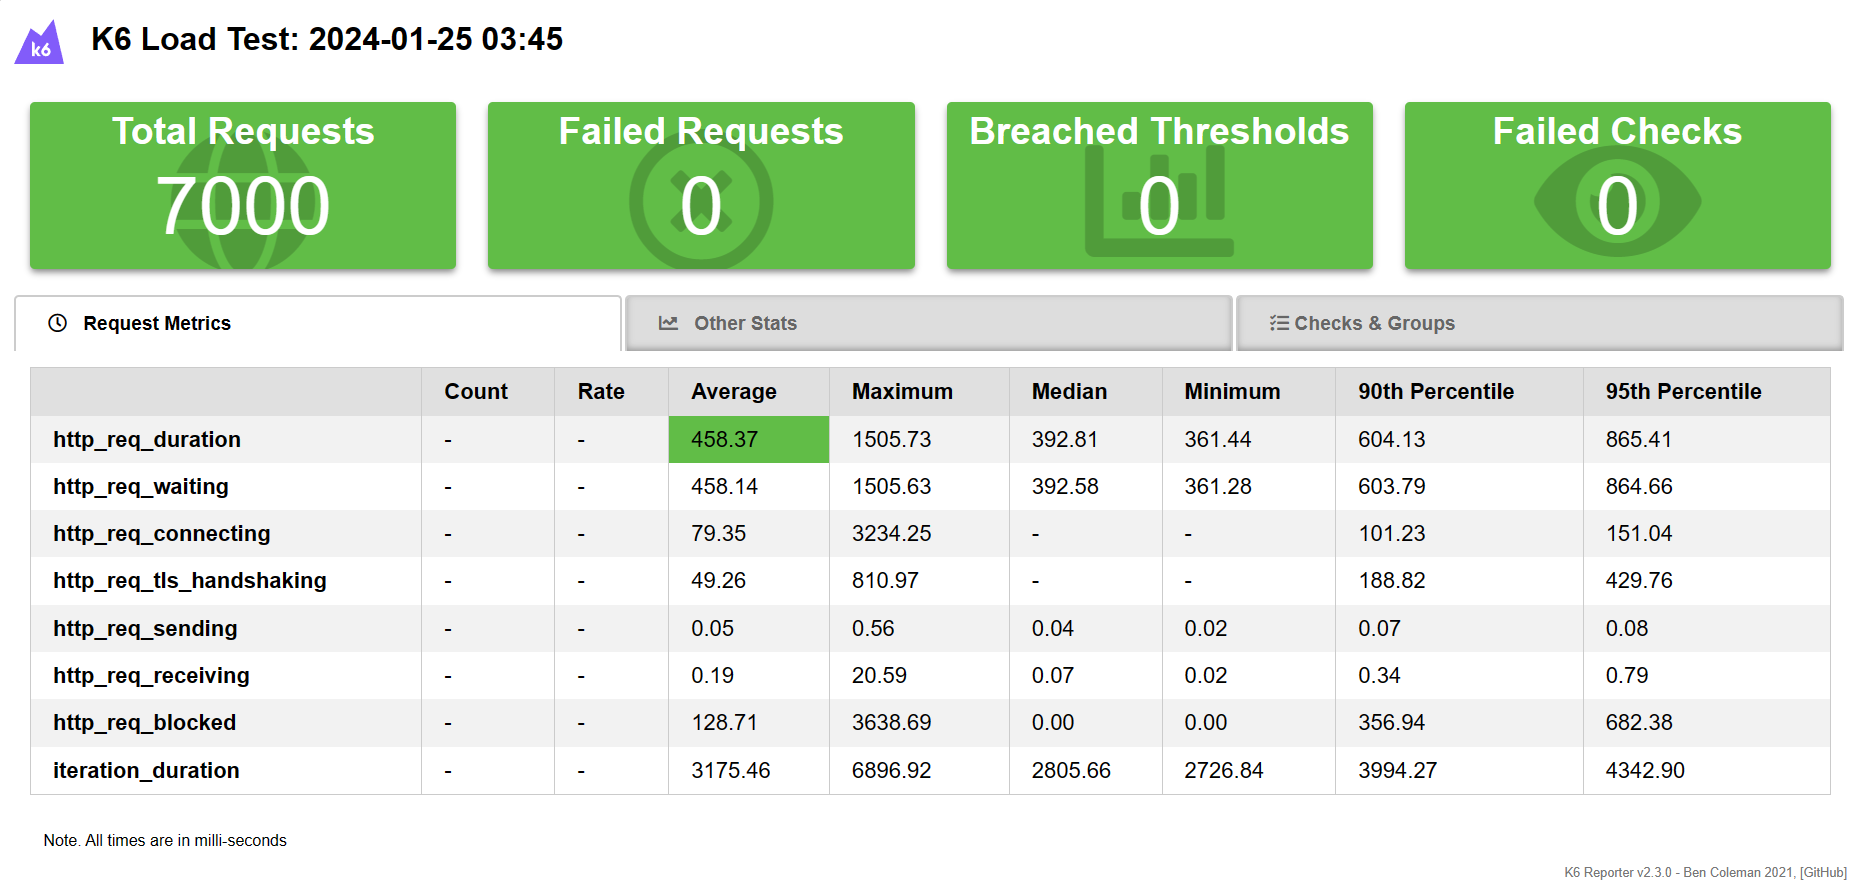 k6
K6 Load Test: 2024-01-25 03:45
Total Requests
7000
Failed Requests
0
Breached Thresholds
0
Failed Checks
0
Request Metrics
Other Stats
Checks & Groups
Count Rate Average Maximum Median Minimum 90th Percentile 95th Percentile
http_req_duration - - 458.37 1505.73 392.81 361.44 604.13 865.41
http_req_waiting - - 458.14 1505.63 392.58 361.28 603.79 864.66
http_req_connecting - - 79.35 3234.25 - - 101.23 151.04
http_req_tls_handshaking - - 49.26 810.97 - - 188.82 429.76
http_req_sending - - 0.05 0.56 0.04 0.02 0.07 0.08
http_req_receiving - - 0.19 20.59 0.07 0.02 0.34 0.79
http_req_blocked - - 128.71 3638.69 0.00 0.00 356.94 682.38
iteration_duration - - 3175.46 6896.92 2805.66 2726.84 3994.27 4342.90
Note. All times are in milli-seconds
K6 Reporter v2.3.0 - Ben Coleman 2021, [GitHub]